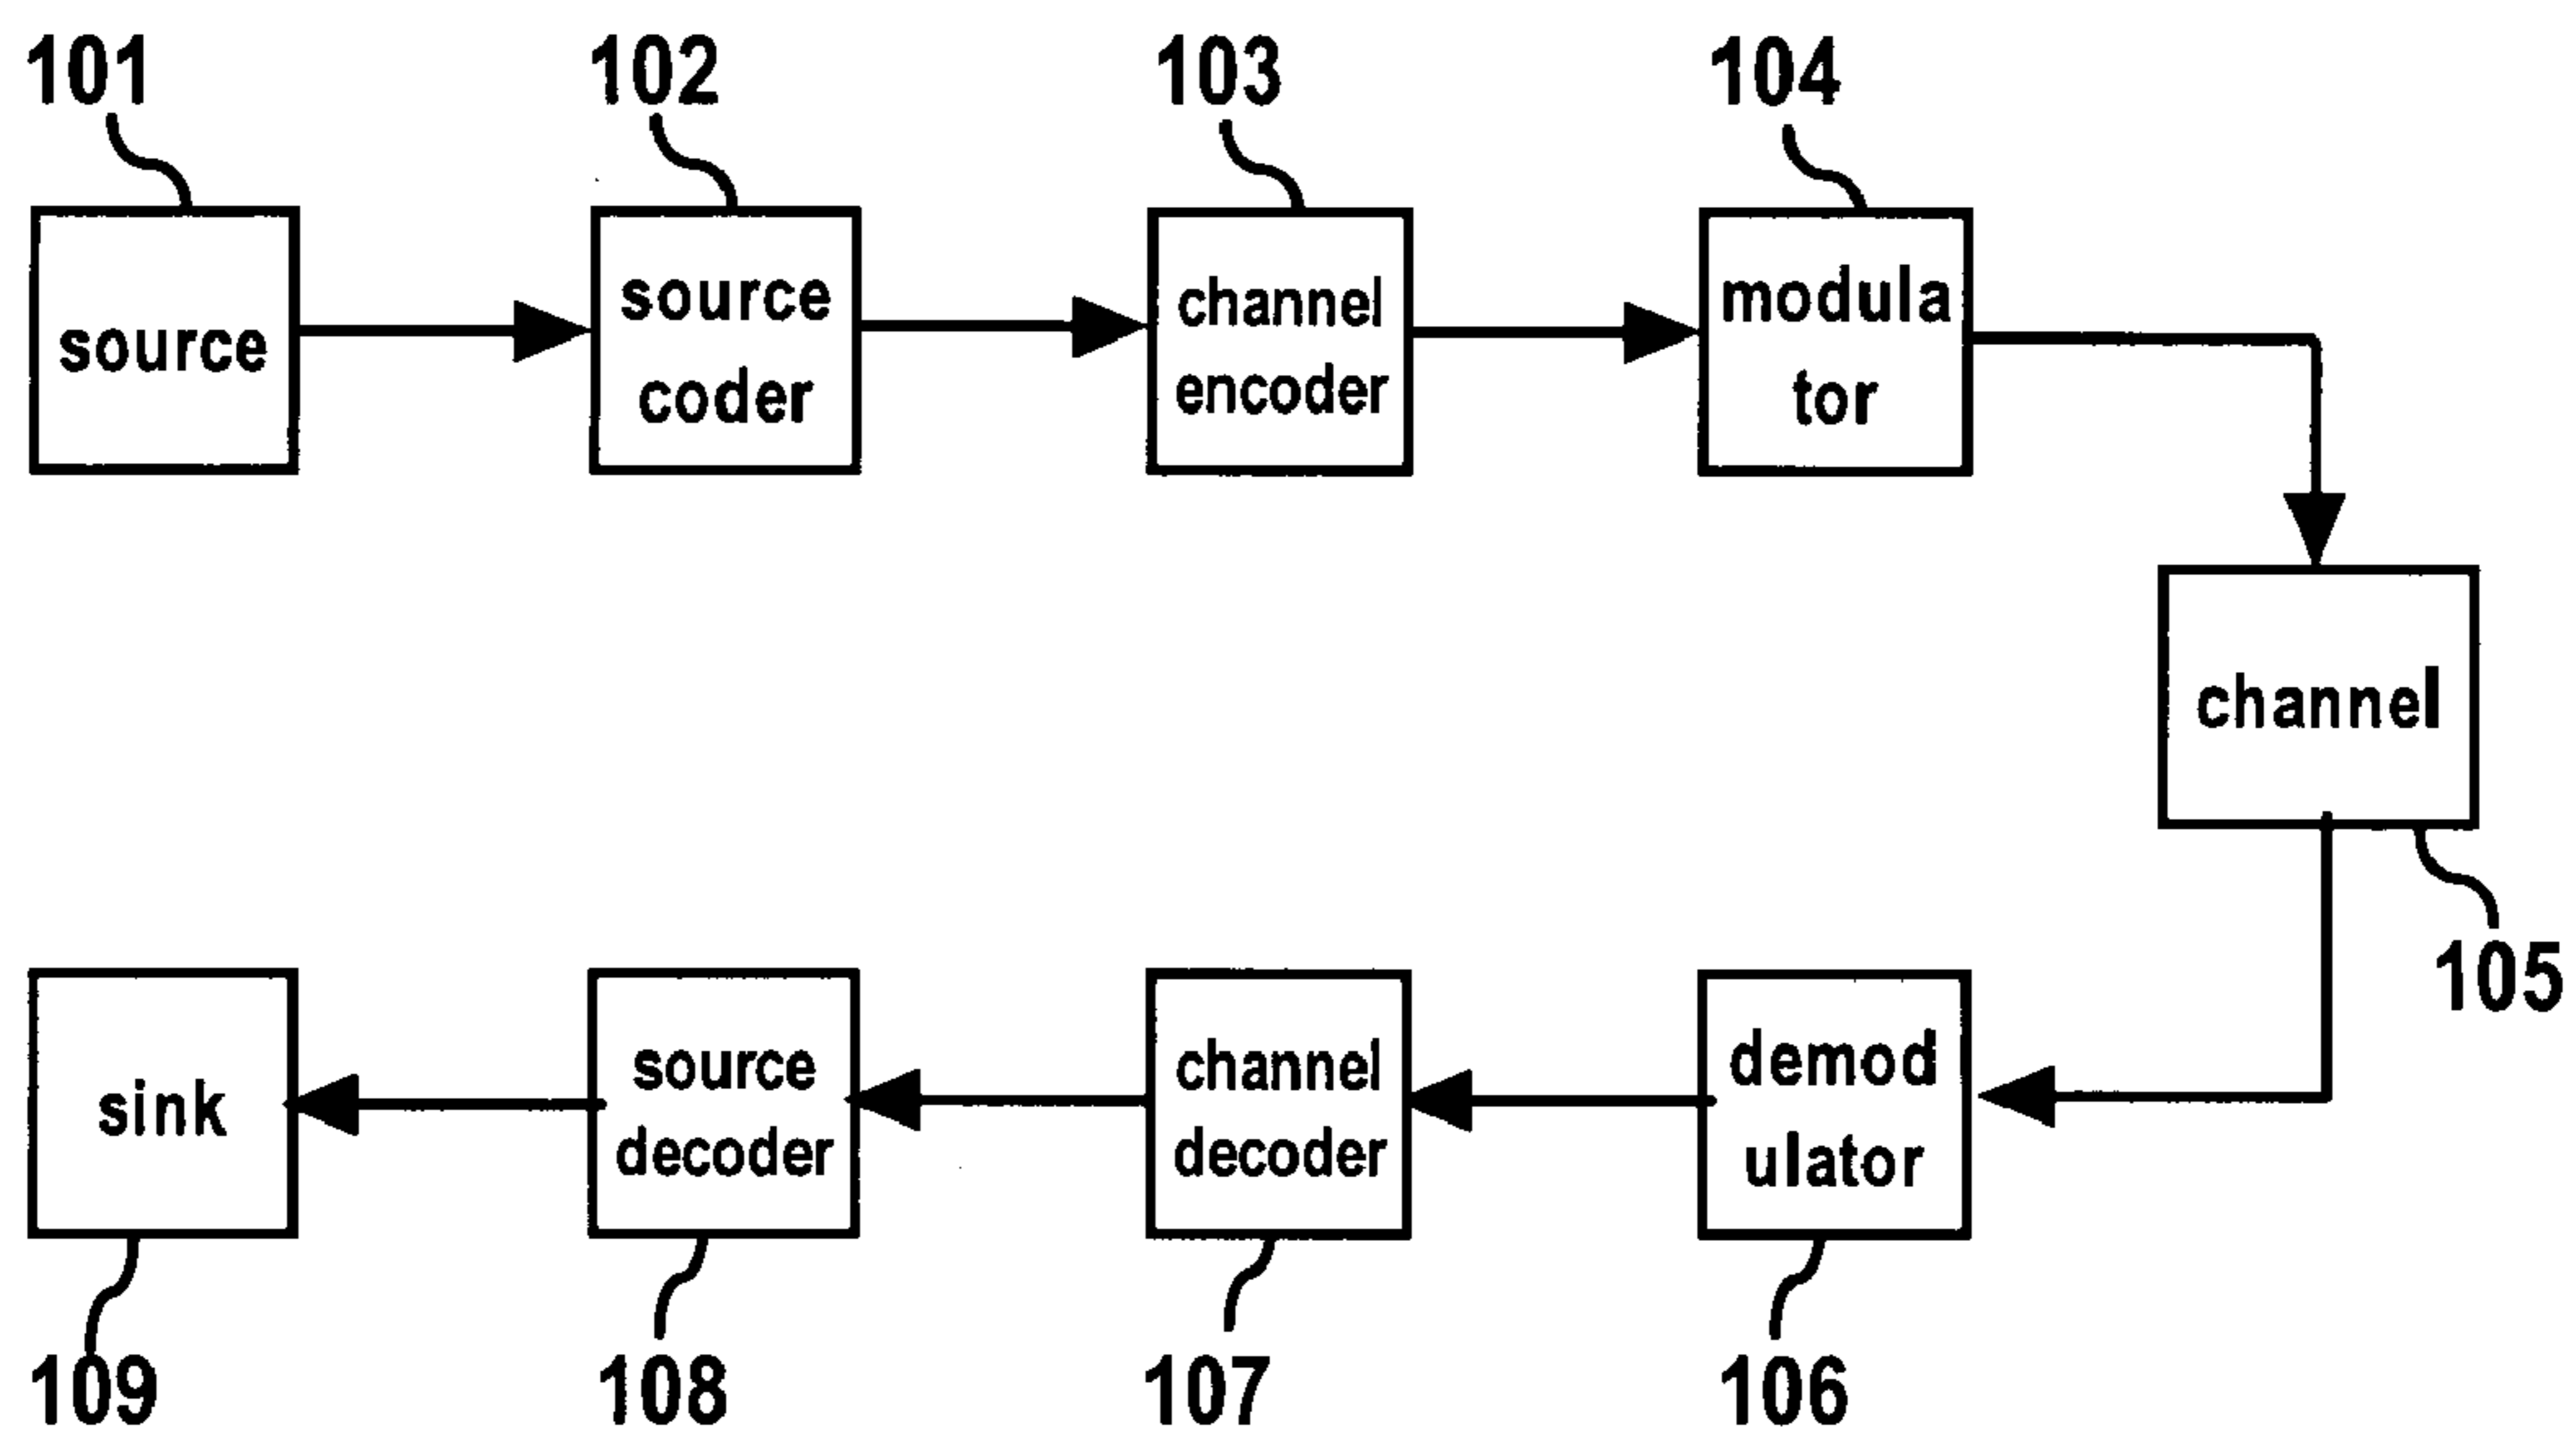 101
102
103
104
source
source
coder
channel
encoder
modula
tor
channel
105
sink
source
decoder
channel
decoder
demod
ulator
109
108
107
106